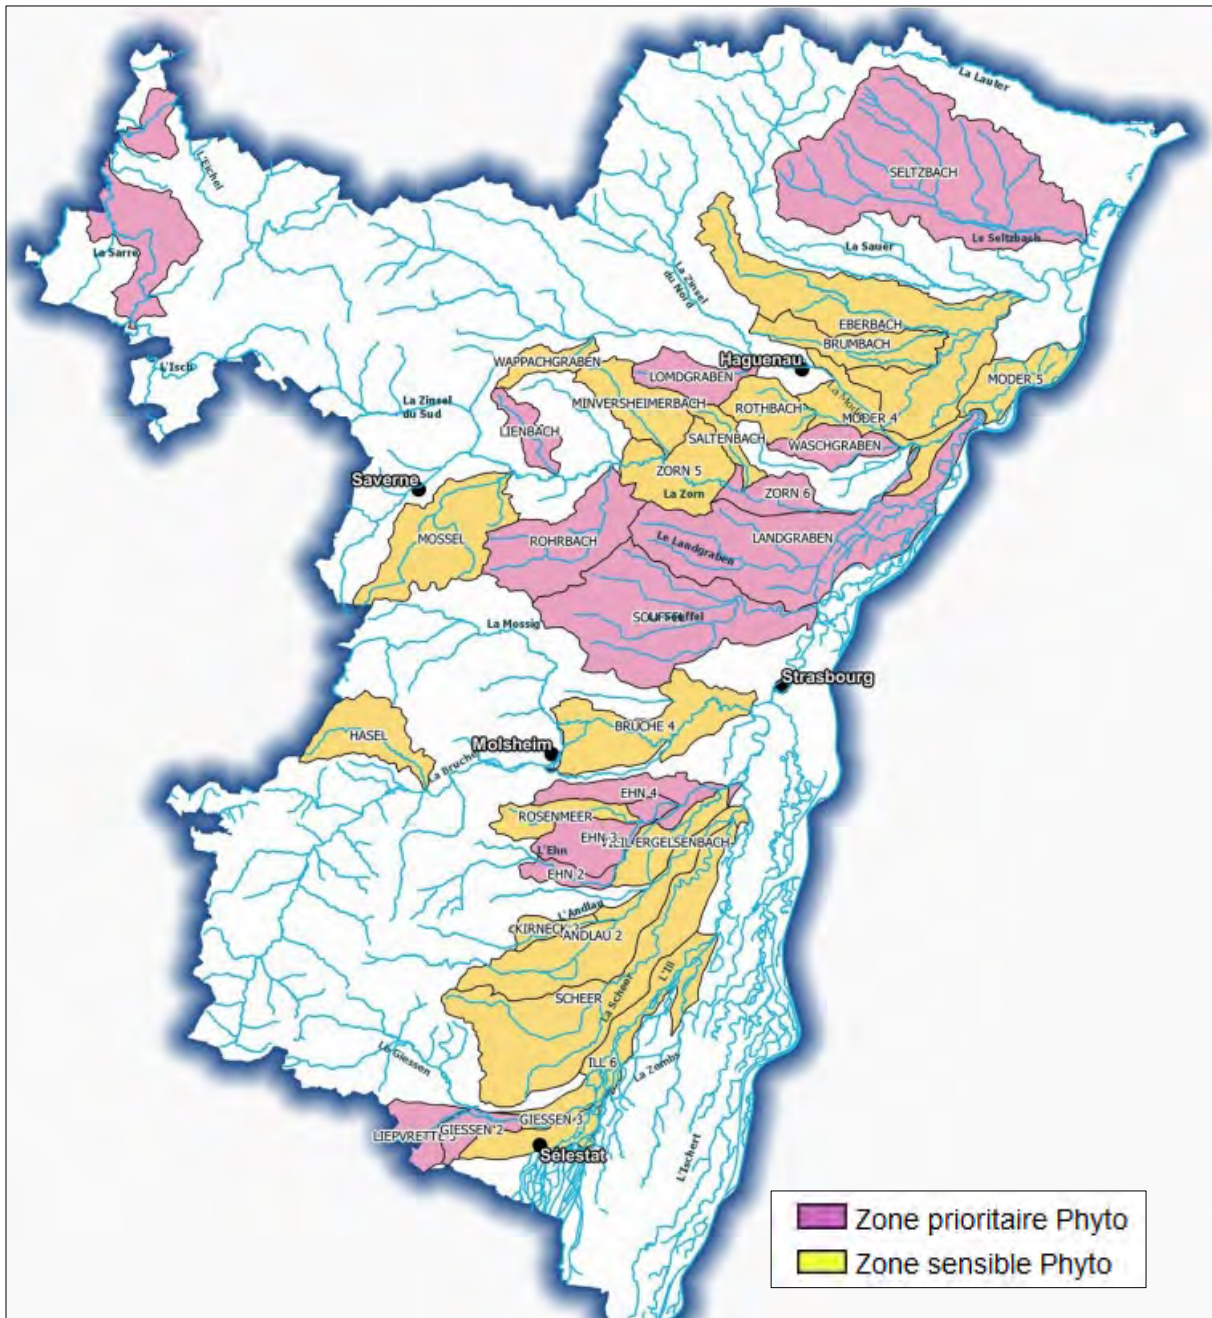 La Lauter
SELTZBACH
L'Eichel
Le Seltzbach
La Sauer
La Sarre
La Zinsel
du Nord
EBERBACH
BRUMBACH
WAPPACHGRABEN
Haguenau
L'Isch
LOMDGRABEN
MODER 5
La Zinsel
du Sud
MINVERSHEIMERBACH
ROTHBACH
MODER 4
LIENBACH
SALTENBACH
WASCHGRABEN
ZORN 5
Saverne
La Zorn
ZORN 6
MOSSEL
ROHRBACH
Le Landgraben
LANDGRABEN
La Mossig
La Souffel
Strasbourg
BRUCHE 4
HASEL
Molsheim
La Bruche
EHN 4
ROSENMEER
EHN 3
ERGELSENBACH
L'Ehn
EHN 2
L'Andlau
KIRNECK 2
ANDLAU 2
L'Ill
SCHEER
La Scheer
Le Giessen
ILL 6
La Zembs
GIESSEN 3
GIESSEN 2
LIEPVRETTE
Sélestat
L'Ischert
Zone prioritaire Phyto
Zone sensible Phyto